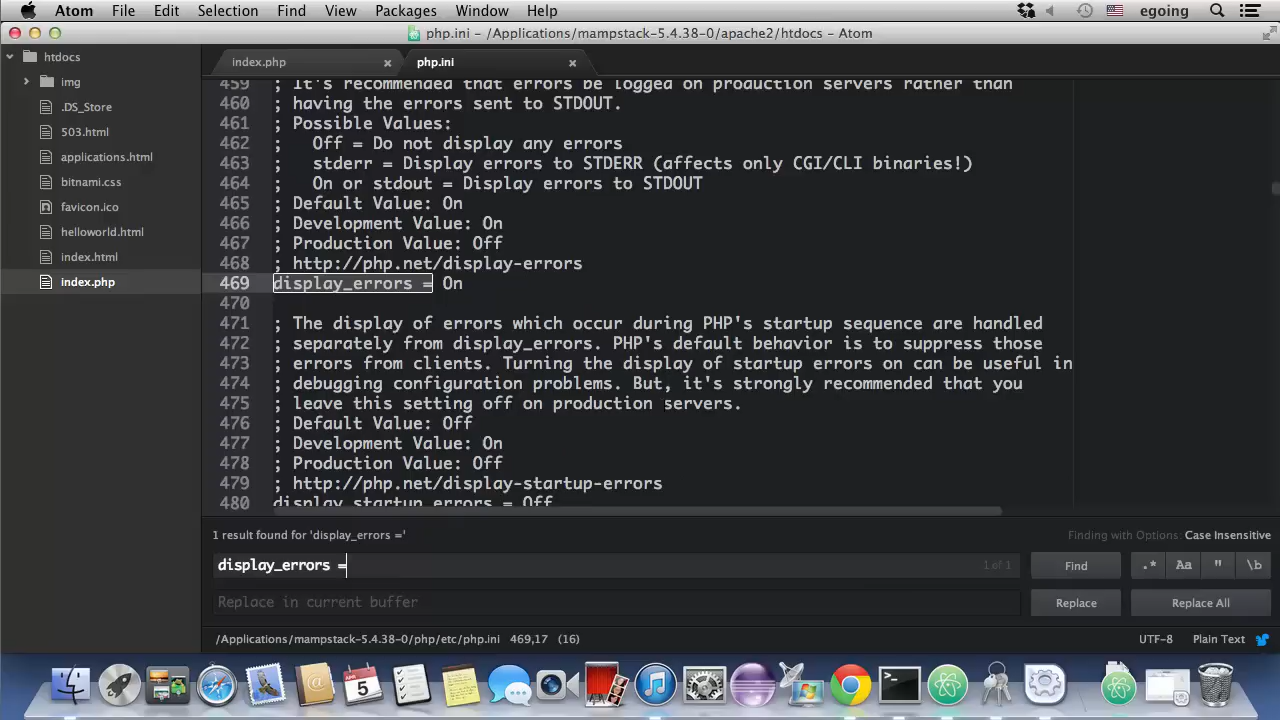 Atom File Edit Selection Find View Packages Window Help egoing
php.ini – /Applications/mampstack-5.4.38-0/apache2/htdocs – Atom
htdocs
img
.DS_Store
503.html
applications.html
bitnami.css
favicon.ico
helloworld.html
index.html
index.php
index.php php.ini
459 ; It's recommended that errors be logged on production servers rather than
460 ; having the errors sent to STDOUT.
461 ; Possible Values:
462 ;   Off = Do not display any errors
463 ;   stderr = Display errors to STDERR (affects only CGI/CLI binaries!)
464 ;   On or stdout = Display errors to STDOUT
465 ; Default Value: On
466 ; Development Value: On
467 ; Production Value: Off
468 ; http://php.net/display-errors
469 display_errors = On
470
471 ; The display of errors which occur during PHP's startup sequence are handled
472 ; separately from display_errors. PHP's default behavior is to suppress those
473 ; errors from clients. Turning the display of startup errors on can be useful in
474 ; debugging configuration problems. But, it's strongly recommended that you
475 ; leave this setting off on production servers.
476 ; Default Value: Off
477 ; Development Value: On
478 ; Production Value: Off
479 ; http://php.net/display-startup-errors
480 display_startup_errors = Off
1 result found for 'display_errors =' Finding with Options: Case Insensitive
display_errors = 1 of 1 Find .* Aa " \b
Replace in current buffer Replace Replace All
/Applications/mampstack-5.4.38-0/php/etc/php.ini 469,17 (16) UTF-8 Plain Text
5